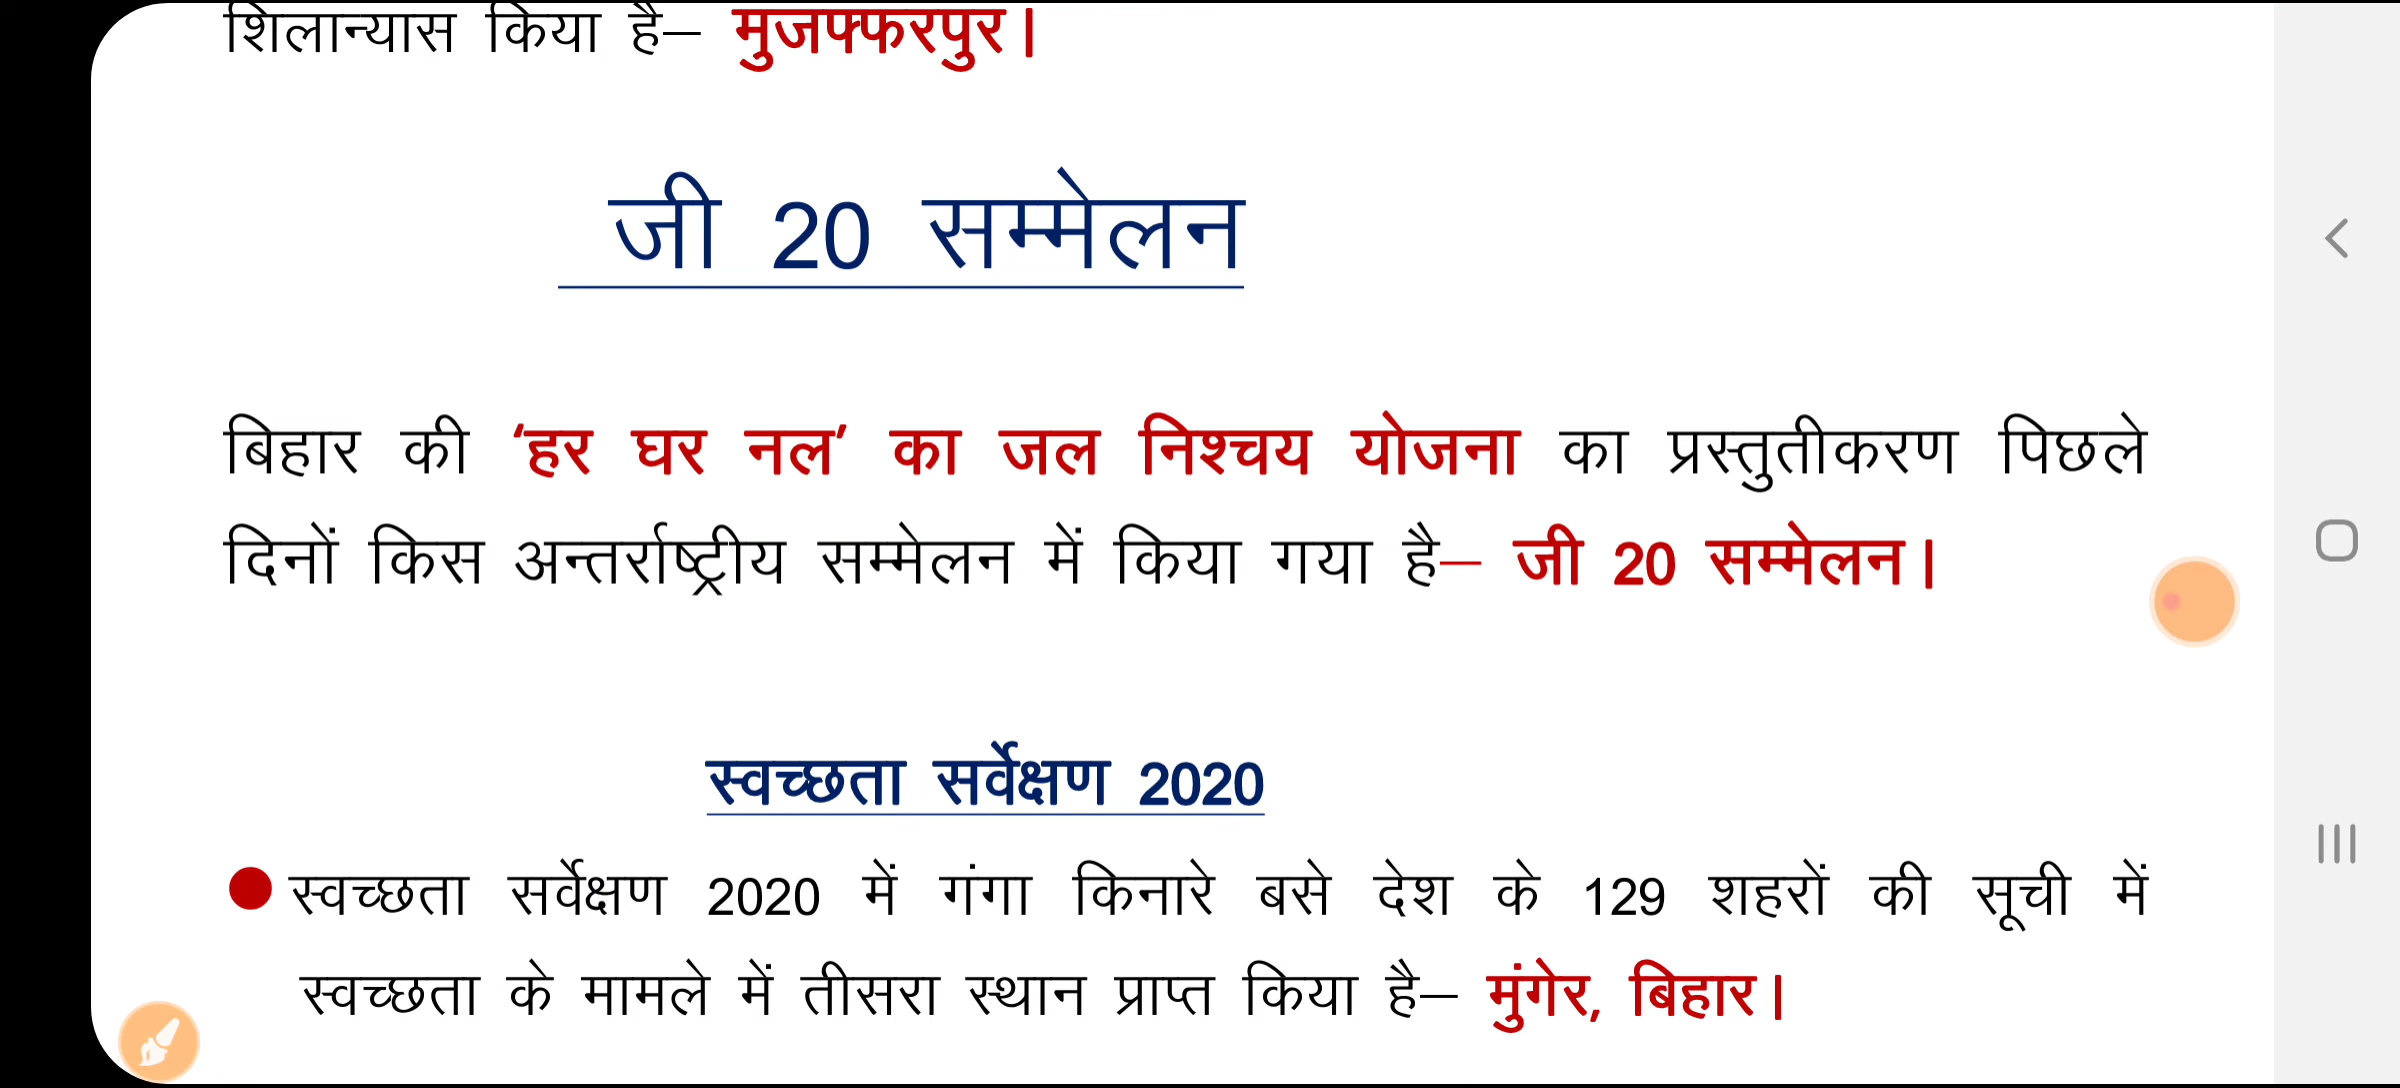 शिलान्यास किया है– मुजफ्फरपुर।
जी 20 सम्मेलन
बिहार की ‘हर घर नल’ का जल निश्चय योजना का प्रस्तुतीकरण पिछले
दिनों किस अन्तर्राष्ट्रीय सम्मेलन में किया गया है– जी 20 सम्मेलन।
स्वच्छता सर्वेक्षण 2020
स्वच्छता सर्वेक्षण 2020 में गंगा किनारे बसे देश के 129 शहरों की सूची में
स्वच्छता के मामले में तीसरा स्थान प्राप्त किया है– मुंगेर, बिहार।